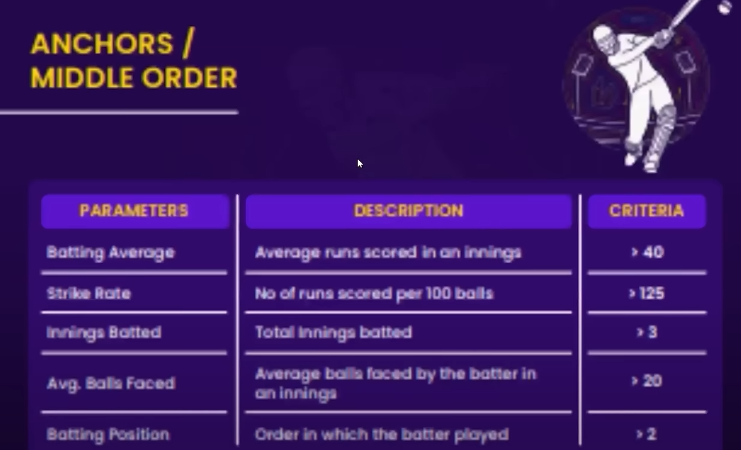 ANCHORS /
MIDDLE ORDER
PARAMETERS DESCRIPTION CRITERIA
Batting Average Average runs scored in an innings > 40
Strike Rate No of runs scored per 100 balls > 125
Innings Batted Total Innings batted > 3
Avg. Balls Faced Average balls faced by the batter in
an innings > 20
Batting Position Order in which the batter played > 2